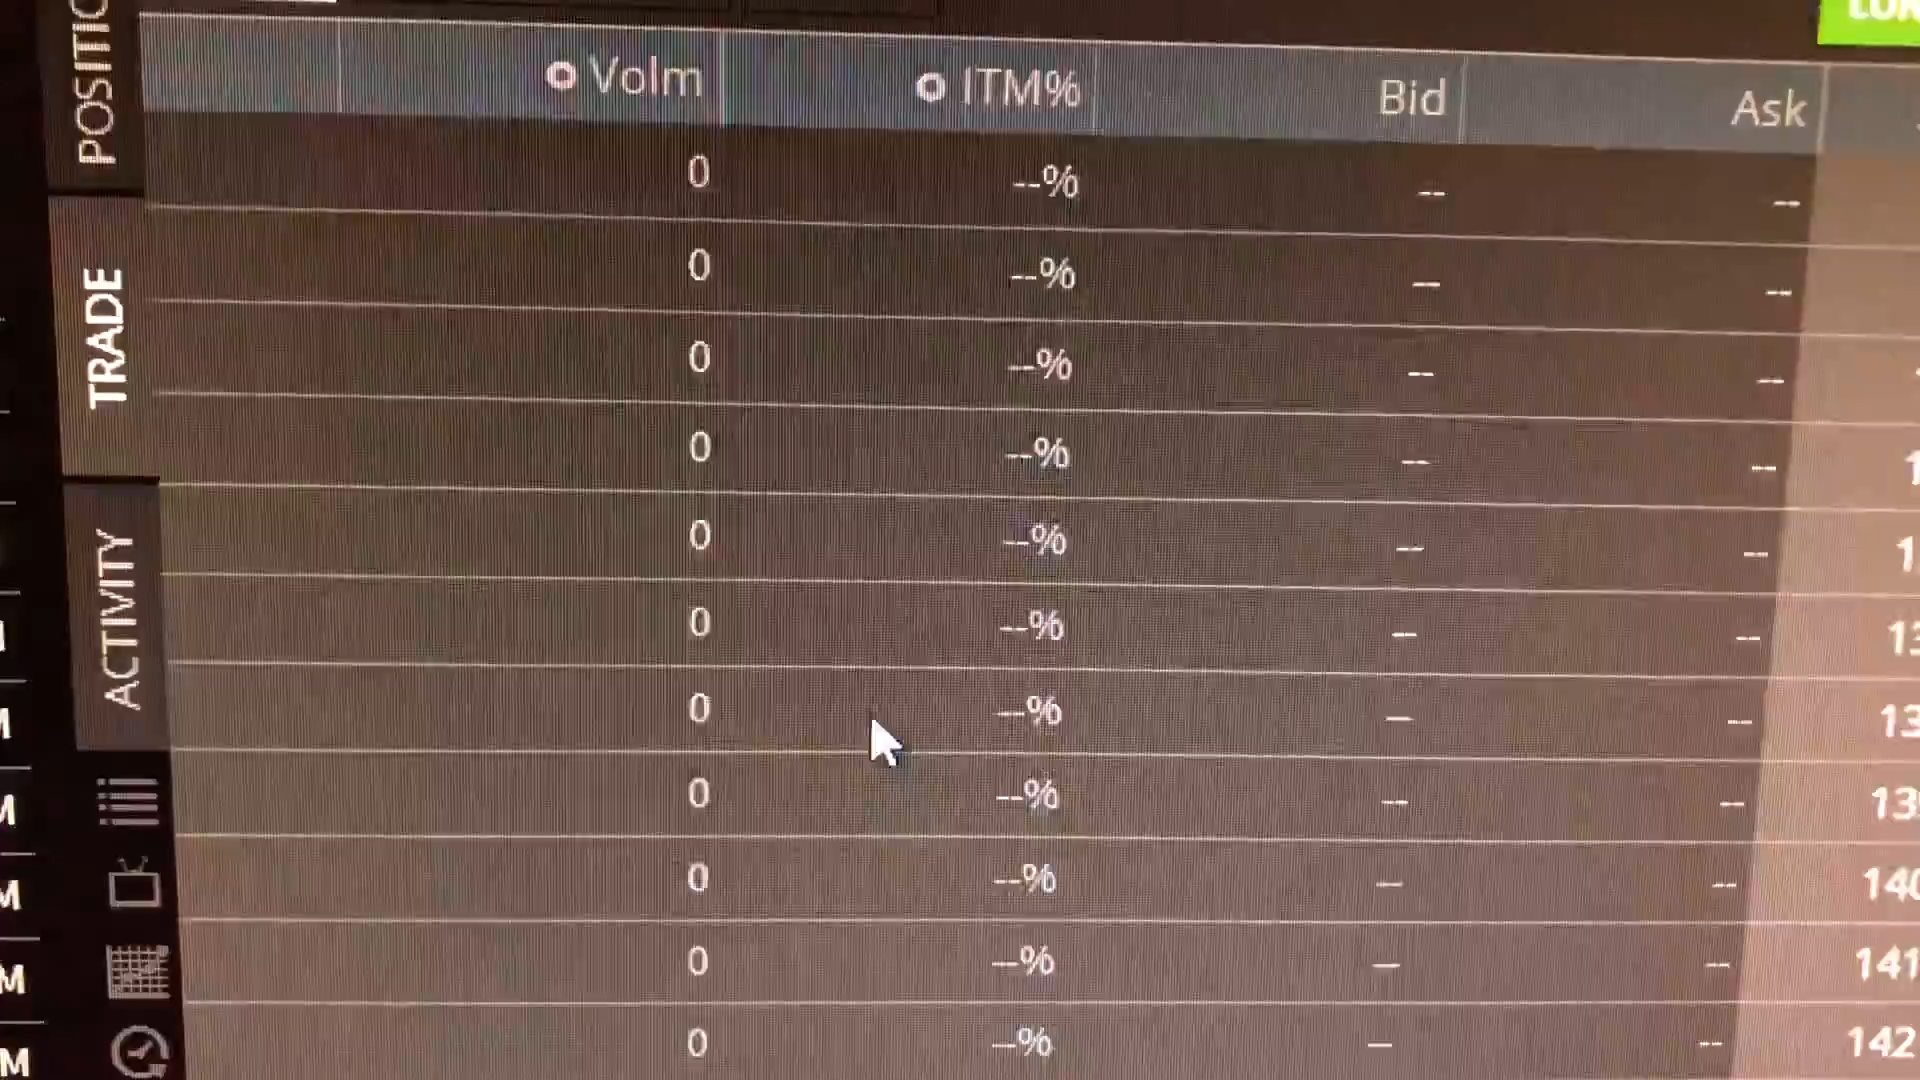 Volm ITM% Bid Ask
0 --% -- --
0 --% -- --
0 --% -- --
0 --% -- --
0 --% -- --
0 --% -- --
0 --% -- --
0 --% -- --
0 --% -- -- 140
0 --% -- -- 141
0 --% -- -- 142
TRADE
ACTIVITY
M
M
M
M
M